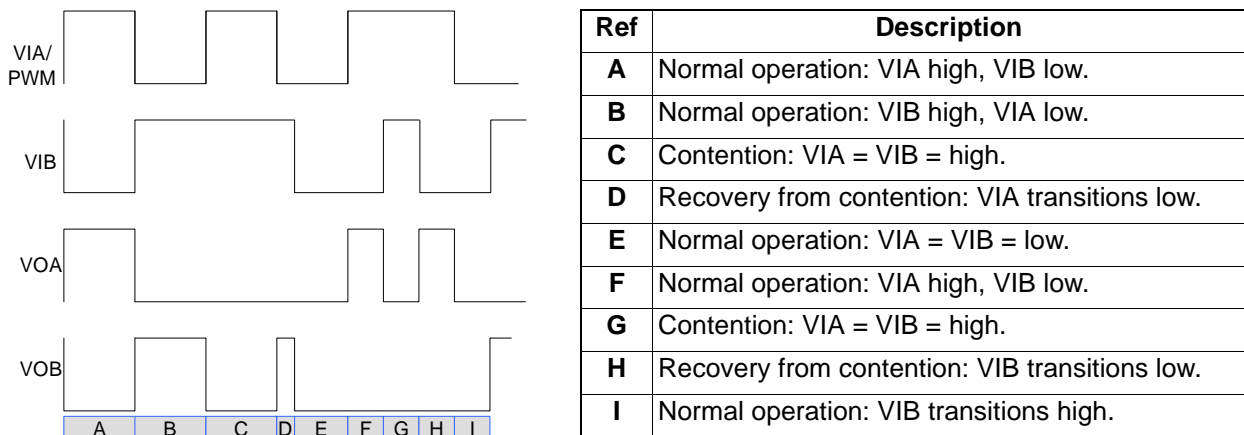 VIA/
PWM
VIB
VOA
VOB
A B C D E F G H I
Ref Description
A Normal operation: VIA high, VIB low.
B Normal operation: VIB high, VIA low.
C Contention: VIA = VIB = high.
D Recovery from contention: VIA transitions low.
E Normal operation: VIA = VIB = low.
F Normal operation: VIA high, VIB low.
G Contention: VIA = VIB = high.
H Recovery from contention: VIB transitions low.
I Normal operation: VIB transitions high.